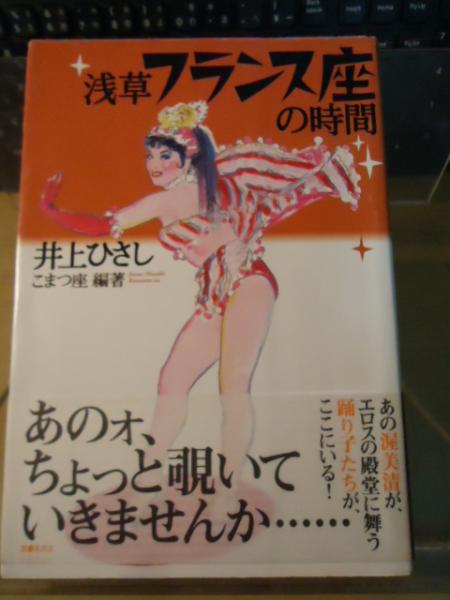 浅草フランス座
の時間
井上ひさし
こまつ座 編著
あのォ、
ちょっと覗いて
いきませんか……
あの渥美清が、
エロスの殿堂に舞う
踊り子たちが、
ここにいる！